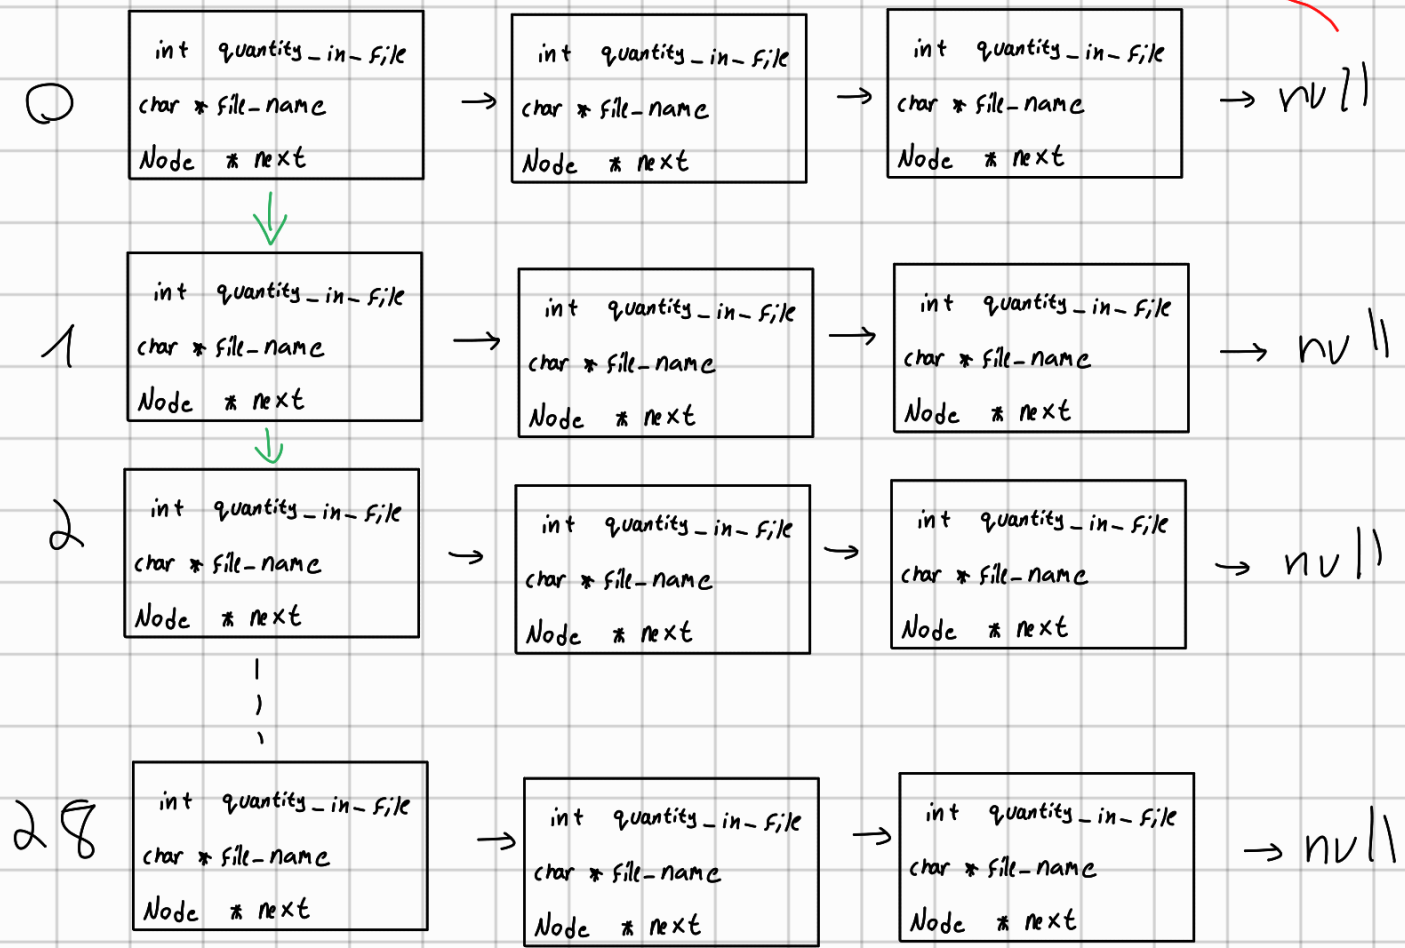 0
int quantity_in_file
char * file_name
Node * next
int quantity_in_file
char * file_name
Node * next
int quantity_in_file
char * file_name
Node * next
null
1
int quantity_in_file
char * file_name
Node * next
int quantity_in_file
char * file_name
Node * next
int quantity_in_file
char * file_name
Node * next
null
2
int quantity_in_file
char * file_name
Node * next
int quantity_in_file
char * file_name
Node * next
int quantity_in_file
char * file_name
Node * next
null
28
int quantity_in_file
char * file_name
Node * next
int quantity_in_file
char * file_name
Node * next
int quantity_in_file
char * file_name
Node * next
null